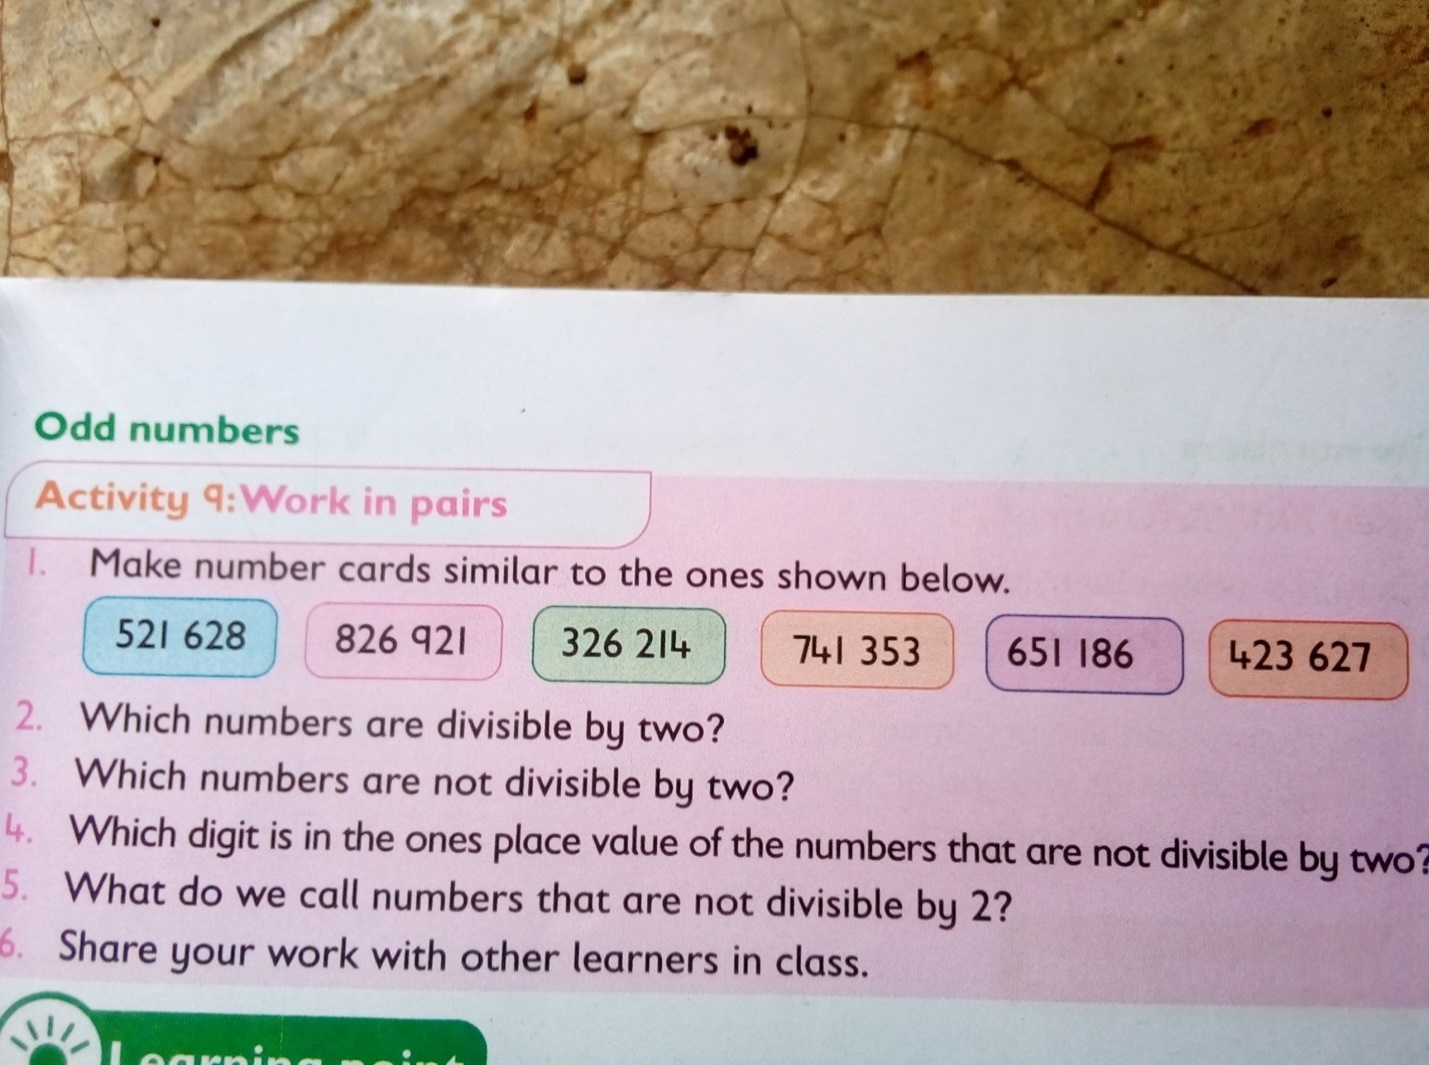 Odd numbers
Activity 9: Work in pairs
1. Make number cards similar to the ones shown below.
521 628 826 921 326 214 741 353 651 186 423 627
2. Which numbers are divisible by two?
3. Which numbers are not divisible by two?
4. Which digit is in the ones place value of the numbers that are not divisible by two?
5. What do we call numbers that are not divisible by 2?
6. Share your work with other learners in class.
Learning point